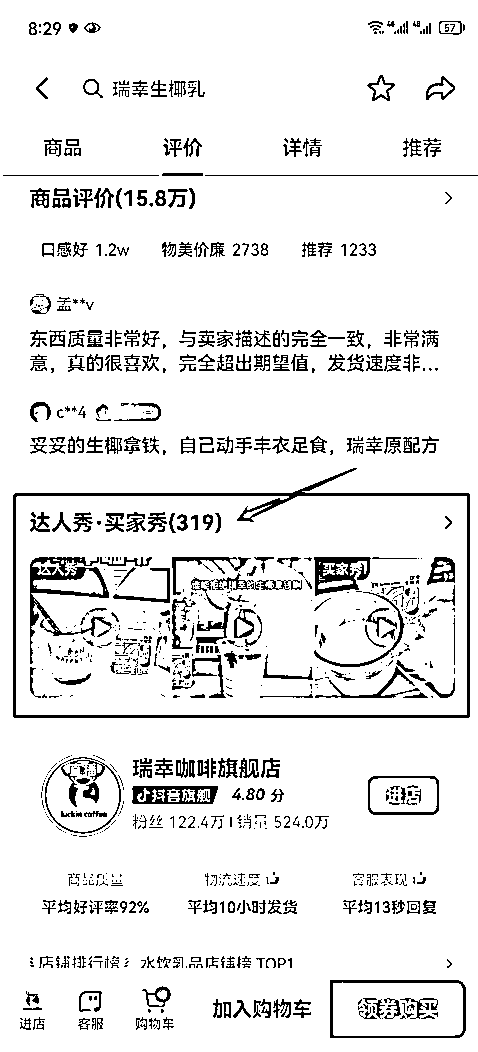 8:29
57
瑞幸生椰乳
商品 评价 详情 推荐
商品评价(15.8万)
口感好 1.2w 物美价廉 2738 推荐 1233
孟**v
东西质量非常好，与卖家描述的完全一致，非常满
意，真的很喜欢，完全超出期望值，发货速度非...
c**4
妥妥的生椰拿铁，自己动手丰衣足食，瑞幸原配方
达人秀·买家秀(319)
达人秀
买家秀
瑞幸咖啡旗舰店
luckin coffee
抖音旗舰 4.80 分
进店
粉丝 122.4万 | 销量 524.0万
商品质量 物流速度 客服表现
平均好评率92% 平均10小时发货 平均13秒回复
店铺排行榜 水饮乳品店铺榜 TOP1
进店 客服 购物车 加入购物车 领券购买